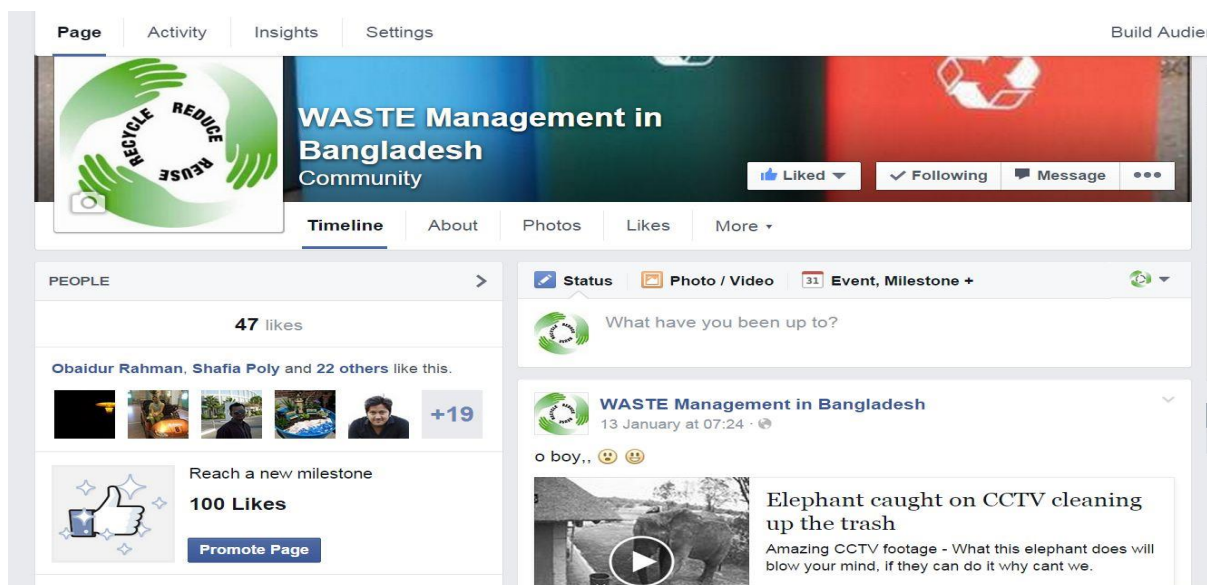 Page Activity Insights Settings Build Audie
RECYCLE REDUCE REUSE
WASTE Management in
Bangladesh
Community
Liked Following Message
Timeline About Photos Likes More
PEOPLE
47 likes
Obaidur Rahman, Shafia Poly and 22 others like this.
+19
Reach a new milestone
100 Likes
Promote Page
Status Photo / Video 31 Event, Milestone +
What have you been up to?
WASTE Management in Bangladesh
13 January at 07:24 ·
o boy,,
Elephant caught on CCTV cleaning
up the trash
Amazing CCTV footage - What this elephant does will
blow your mind, if they can do it why cant we.